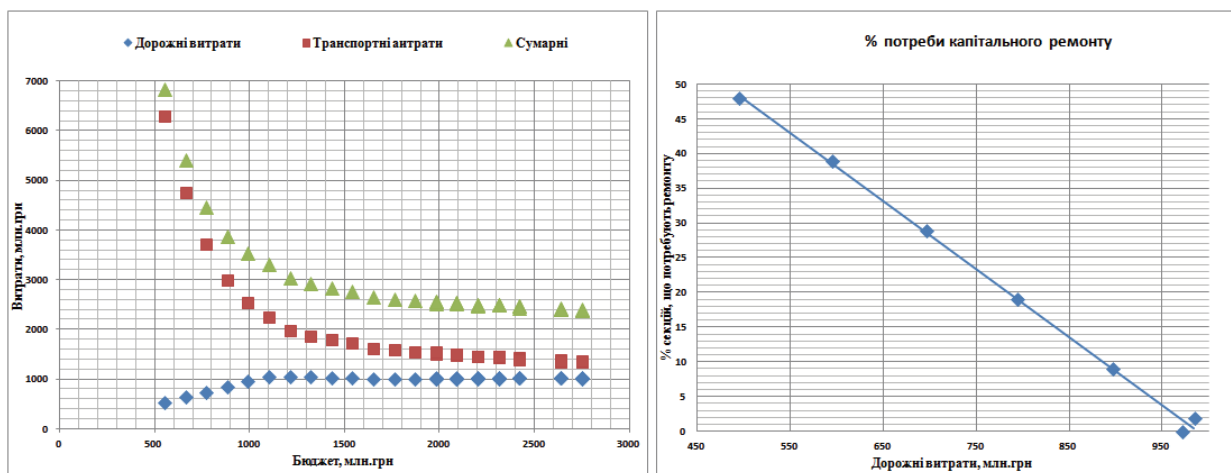 Дорожні витрати Транспортні витрати Сумарні
7000
6000
5000
4000
3000
2000
1000
0
0 500 1000 1500 2000 2500 3000
Витрати, млн.грн
Бюджет, млн.грн
% потреби капітального ремонту
50
45
40
35
30
25
20
15
10
5
0
450 550 650 750 850 950
% секцій, що потребують ремонту
Дорожні витрати, млн.грн